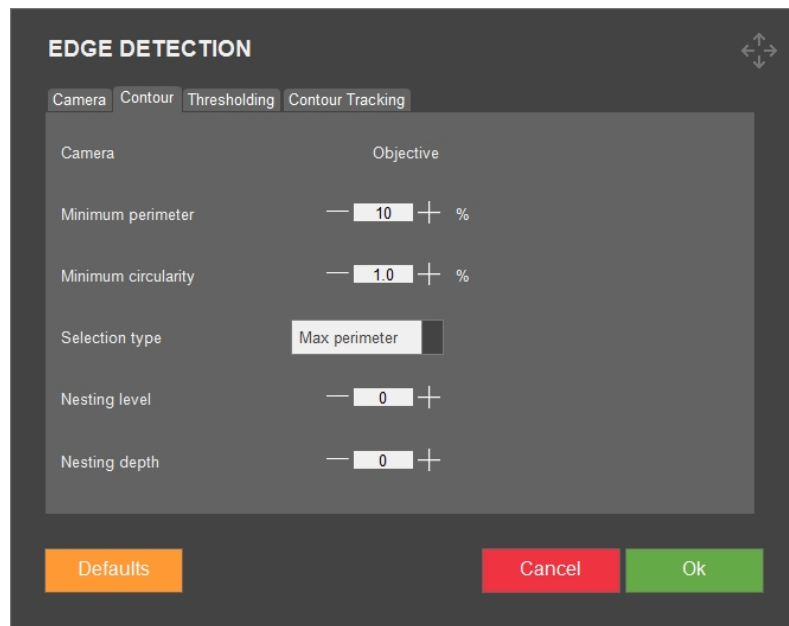 EDGE DETECTION
Camera Contour Thresholding Contour Tracking
Camera Objective
Minimum perimeter 10 %
Minimum circularity 1.0 %
Selection type Max perimeter
Nesting level 0
Nesting depth 0
Defaults Cancel Ok